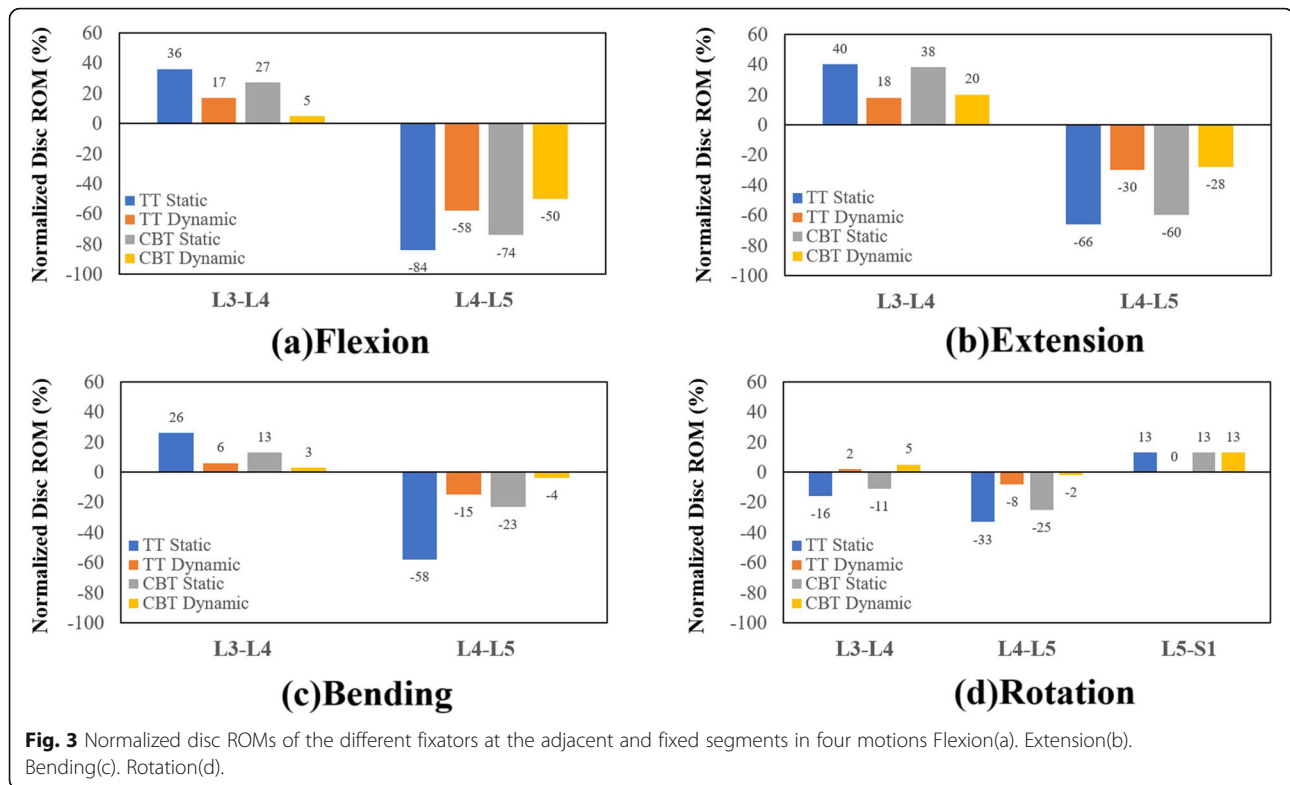 60
40
20
0
-20
-40
-60
-80
-100
Normalized Disc ROM (%)
36
17
27
5
-84
-58
-74
-50
TT Static
TT Dynamic
CBT Static
CBT Dynamic
L3-L4
L4-L5
(a)Flexion
60
40
20
0
-20
-40
-60
-80
-100
Normalized Disc ROM (%)
40
18
38
20
-66
-30
-60
-28
TT Static
TT Dynamic
CBT Static
CBT Dynamic
L3-L4
L4-L5
(b)Extension
60
40
20
0
-20
-40
-60
-80
-100
Normalized Disc ROM (%)
26
6
13
3
-58
-15
-23
-4
TT Static
TT Dynamic
CBT Static
CBT Dynamic
L3-L4
L4-L5
(c)Bending
60
40
20
0
-20
-40
-60
-80
-100
Normalized Disc ROM (%)
-16
2
-11
5
-33
-8
-25
-2
13
0
13
13
TT Static
TT Dynamic
CBT Static
CBT Dynamic
L3-L4
L4-L5
L5-S1
(d)Rotation
Fig. 3 Normalized disc ROMs of the different fixators at the adjacent and fixed segments in four motions Flexion(a). Extension(b).
Bending(c). Rotation(d).